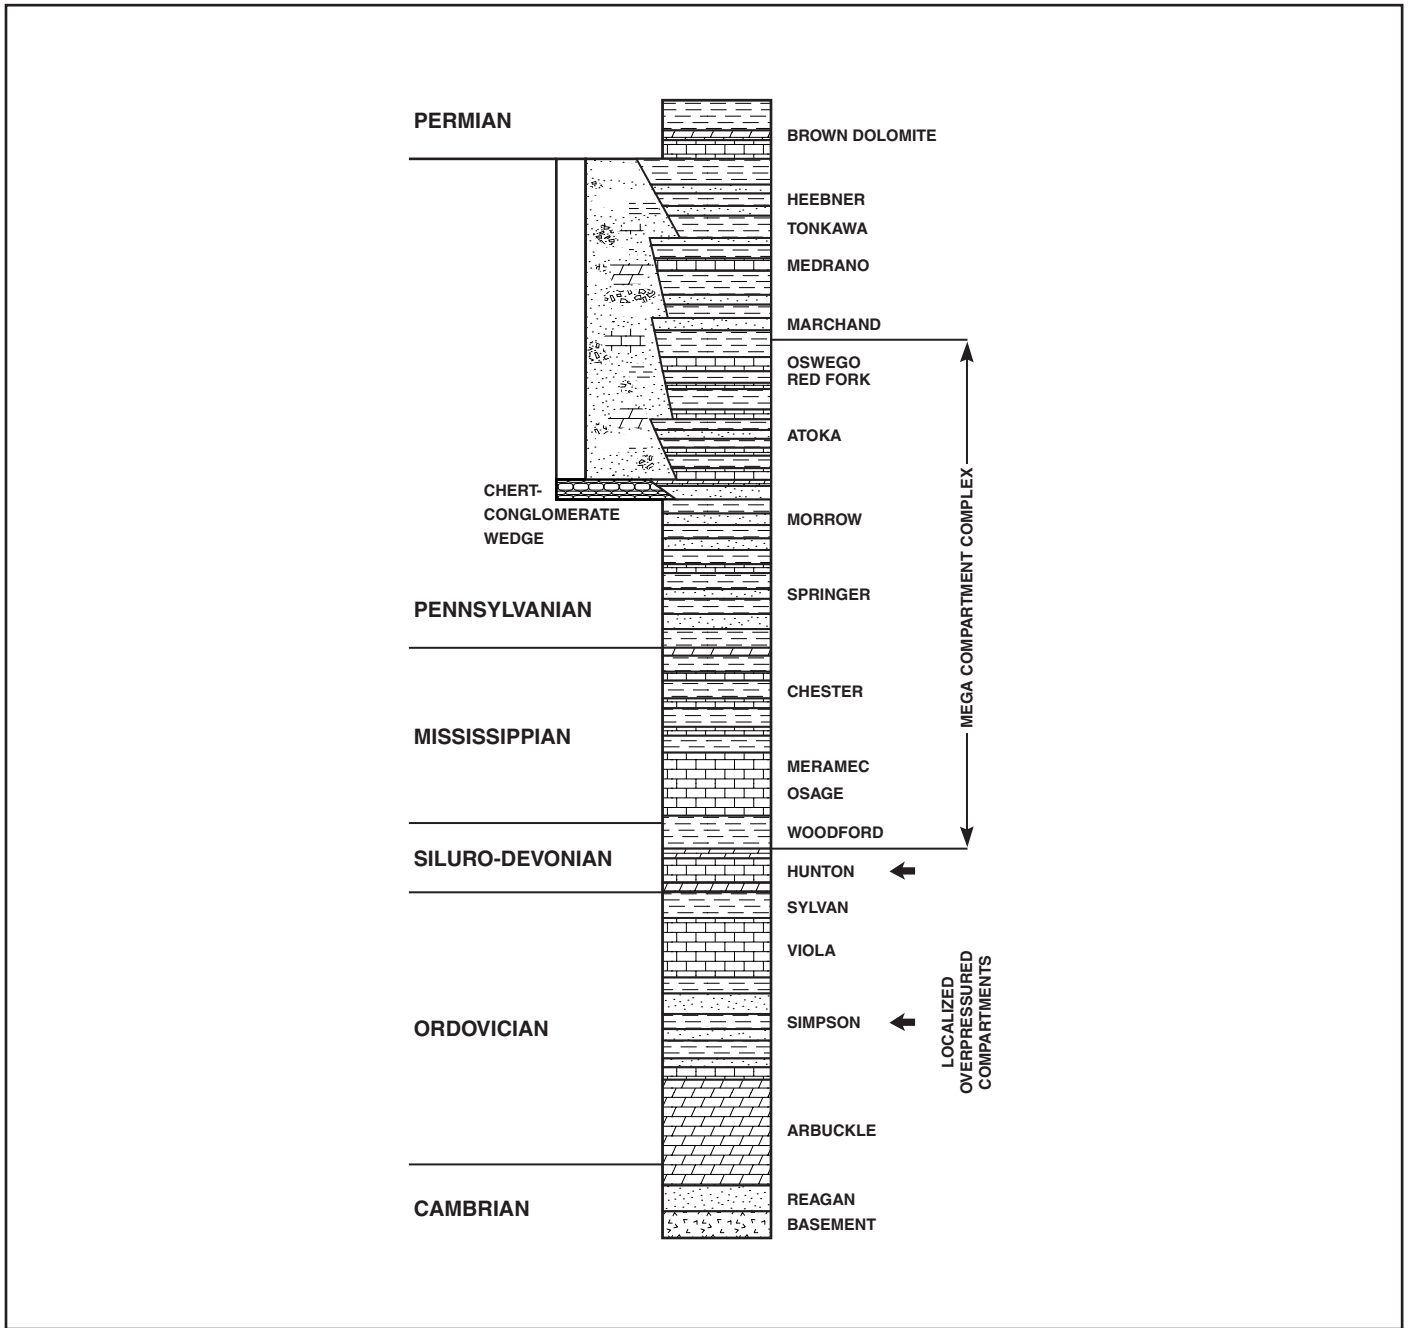 PERMIAN
BROWN DOLOMITE
HEEBNER
TONKAWA
MEDRANO
MARCHAND
OSWEGO
RED FORK
ATOKA
CHERT-
CONGLOMERATE
WEDGE
MORROW
SPRINGER
PENNSYLVANIAN
MEGA COMPARTMENT COMPLEX
CHESTER
MISSISSIPPIAN
MERAMEC
OSAGE
WOODFORD
SILURO-DEVONIAN
HUNTON
SYLVAN
VIOLA
SIMPSON
ORDOVICIAN
LOCALIZED
OVERPRESSURED
COMPARTMENTS
ARBUCKLE
CAMBRIAN
REAGAN
BASEMENT